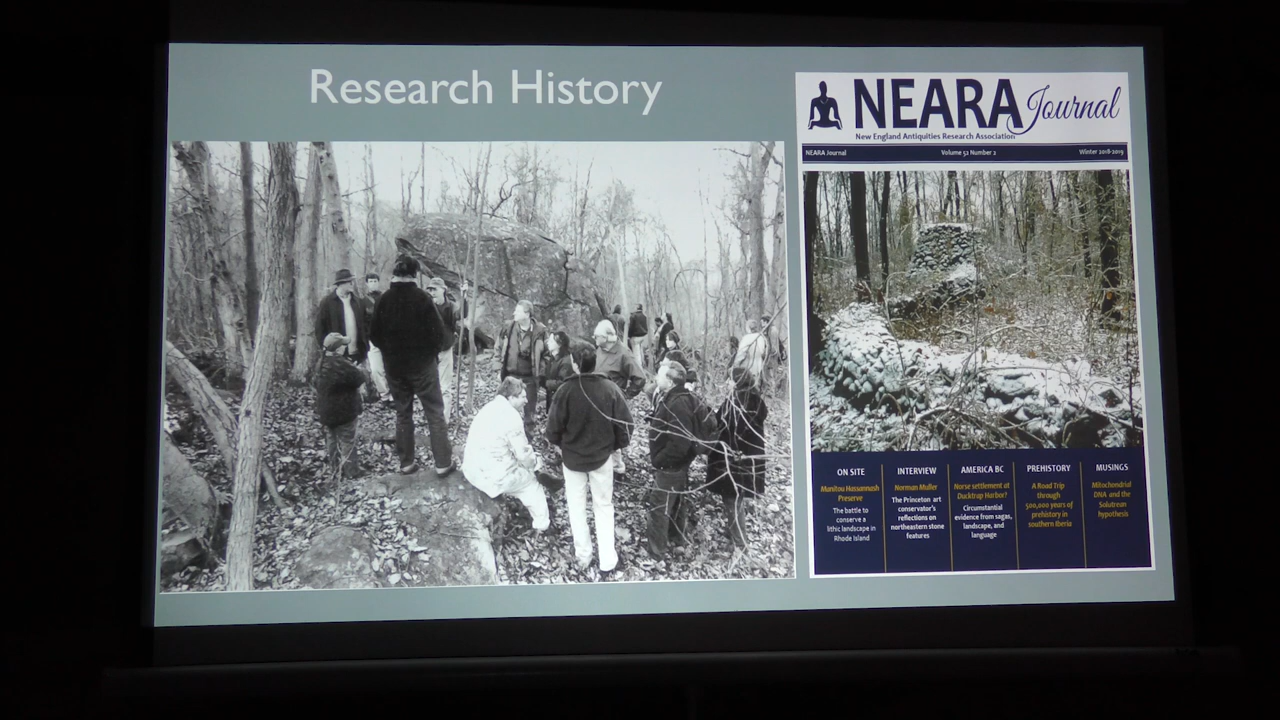 Research History
NEARA Journal
New England Antiquities Research Association
NEARA Journal Volume 52 Number 2 Winter 2018-2019
ON SITE
Manitou Hassannash
Preserve
The battle to
conserve a
lithic landscape in
Rhode Island
INTERVIEW
Norman Muller
The Princeton art
conservator's
reflections on
northeastern stone
features
AMERICA BC
Norse settlement at
Ducktrap Harbor?
Circumstantial
evidence from sagas,
landscape, and
language
PREHISTORY
A Road Trip
through
500,000 years of
prehistory in
southern Iberia
MUSINGS
Mitochondrial
DNA and the
Solutrean
hypothesis